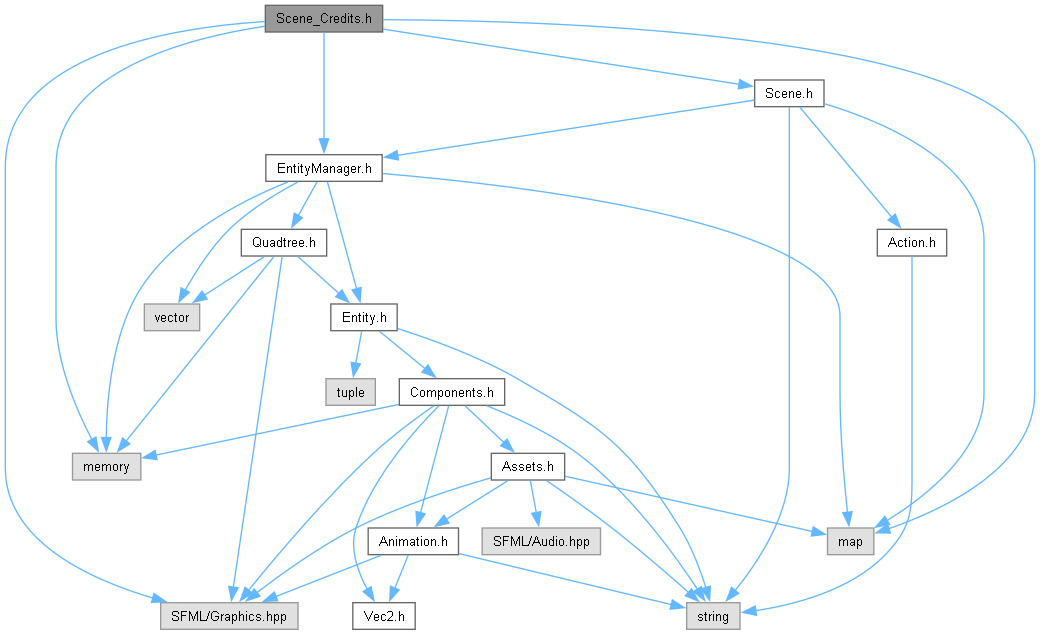 Scene_Credits.h
Scene.h
EntityManager.h
Quadtree.h
Action.h
vector
Entity.h
tuple
Components.h
memory
Assets.h
Animation.h
SFML/Audio.hpp
map
SFML/Graphics.hpp
Vec2.h
string